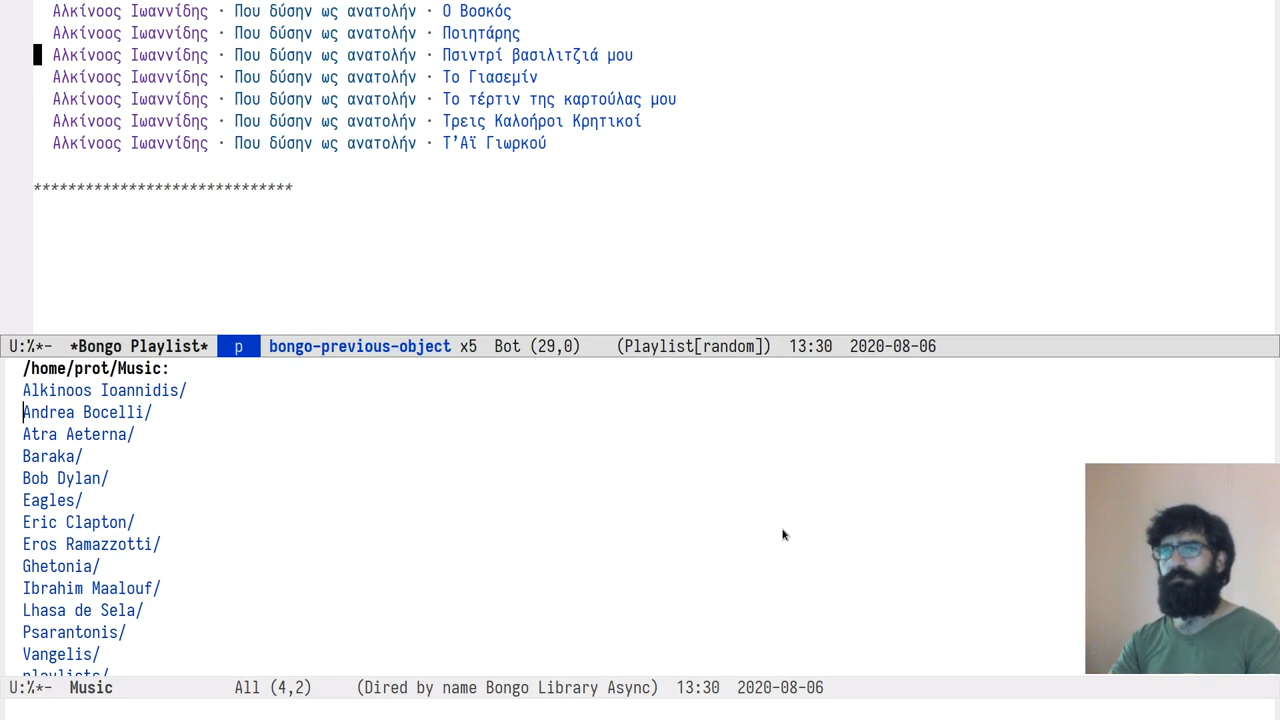 Αλκίνοος Ιωαννίδης · Που δύσην ως ανατολήν · Ο Βοσκός
Αλκίνοος Ιωαννίδης · Που δύσην ως ανατολήν · Ποιητάρης
Αλκίνοος Ιωαννίδης · Που δύσην ως ανατολήν · Ψιντρί βασιλιτζιά μου
Αλκίνοος Ιωαννίδης · Που δύσην ως ανατολήν · Το Γιασεμίν
Αλκίνοος Ιωαννίδης · Που δύσην ως ανατολήν · Το τέρτιν της καρτούλας μου
Αλκίνοος Ιωαννίδης · Που δύσην ως ανατολήν · Τρεις Καλοήροι Κρητικοί
Αλκίνοος Ιωαννίδης · Που δύσην ως ανατολήν · Τ’Αϊ Γιωρκού
******************************
U:%*-  *Bongo Playlist*  p  bongo-previous-object x5  Bot (29,0)  (Playlist[random])  13:30  2020-08-06
/home/prot/Music:
Alkinoos Ioannidis/
Andrea Bocelli/
Atra Aeterna/
Baraka/
Bob Dylan/
Eagles/
Eric Clapton/
Eros Ramazzotti/
Ghetonia/
Ibrahim Maalouf/
Lhasa de Sela/
Psarantonis/
Vangelis/
playlists/
U:%*-  Music  All (4,2)  (Dired by name Bongo Library Async)  13:30  2020-08-06